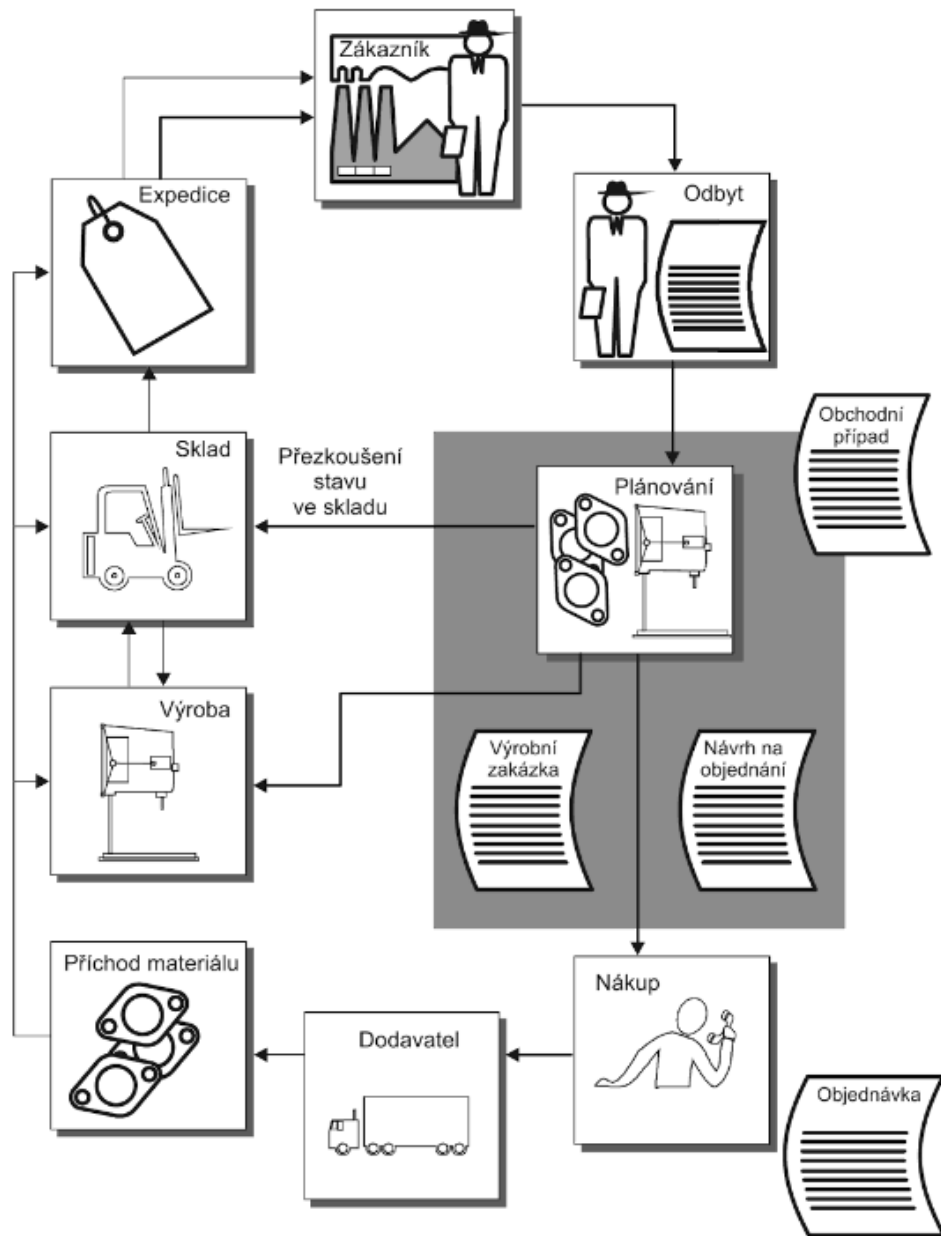 Zákazník
Expedice
Odbyt
Obchodní
případ
Sklad
Přezkoušení
stavu
ve skladu
Plánování
Výroba
Výrobní
zakázka
Návrh na
objednání
Příchod materiálu
Nákup
Dodavatel
Objednávka